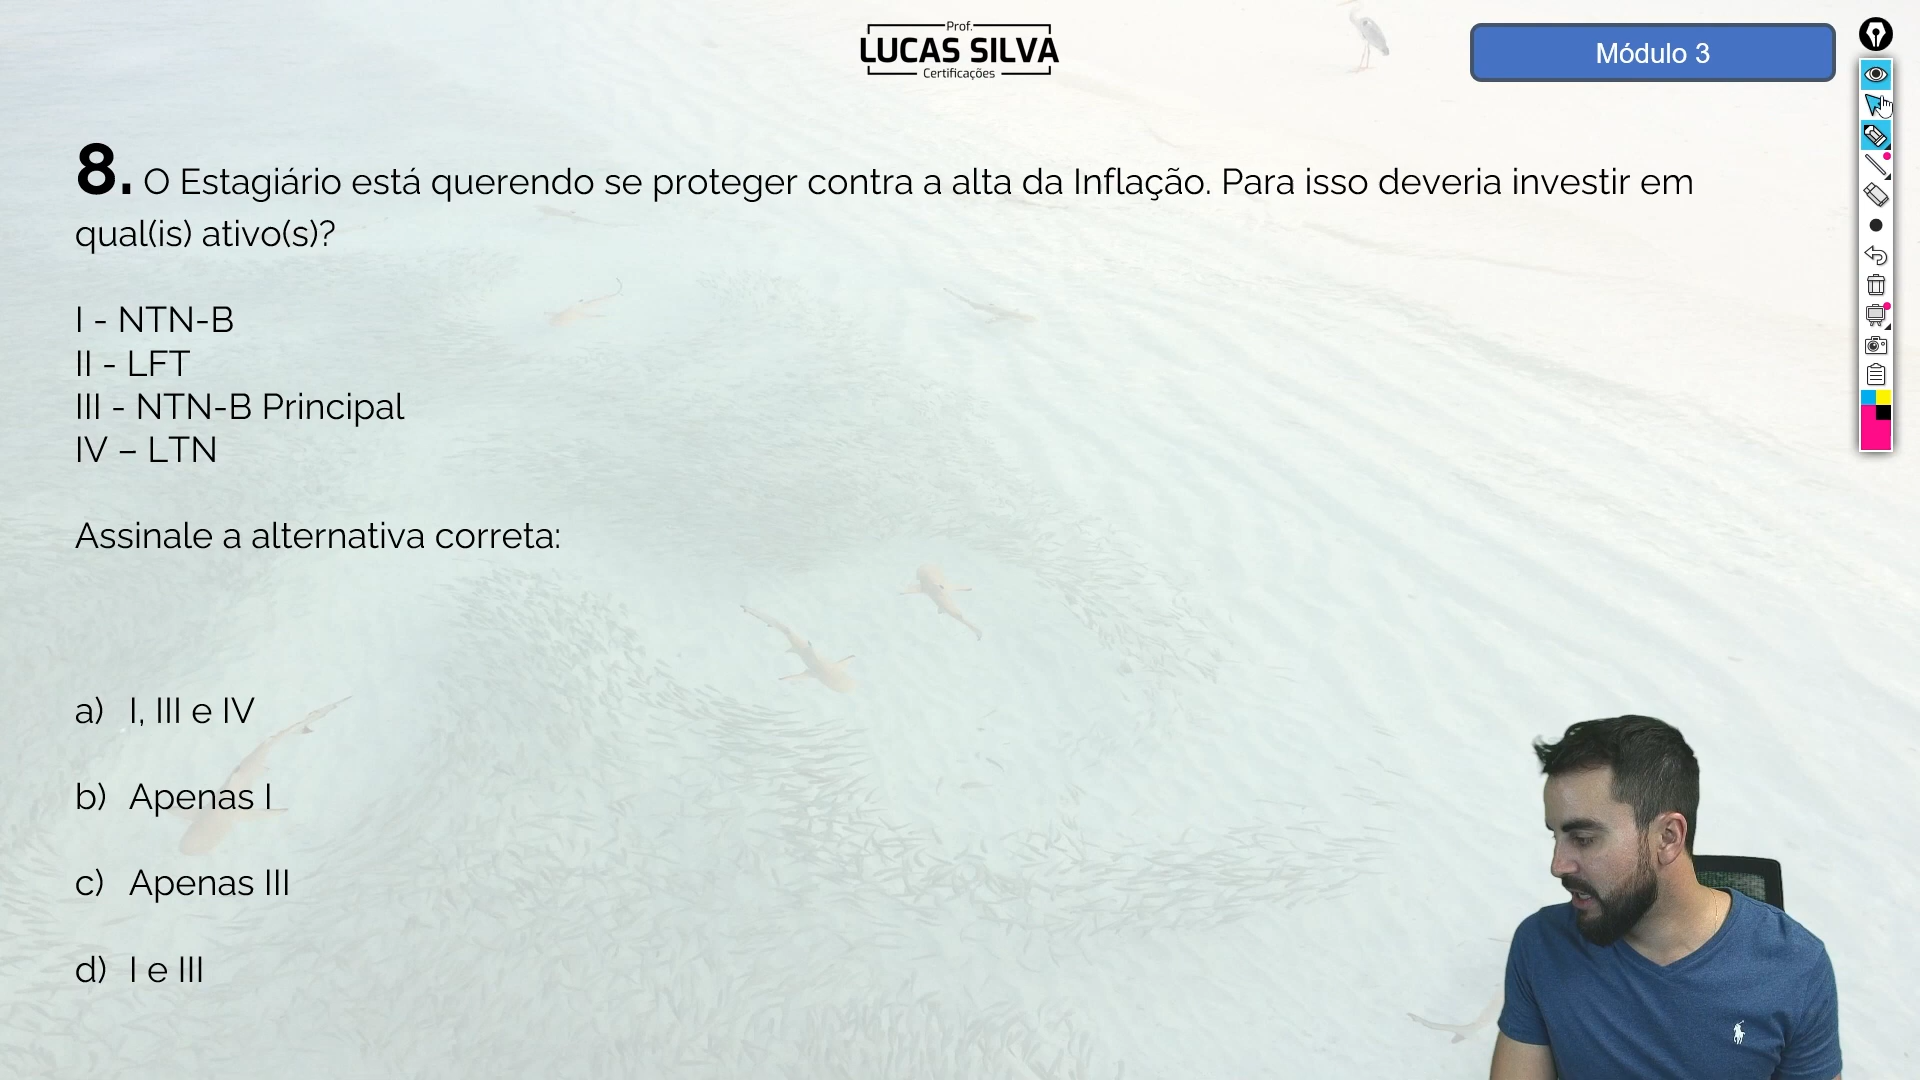 Prof.
LUCAS SILVA
Certificações
Módulo 3
8. O Estagiário está querendo se proteger contra a alta da Inflação. Para isso deveria investir em
qual(is) ativo(s)?
I - NTN-B
II - LFT
III - NTN-B Principal
IV – LTN
Assinale a alternativa correta:
a) I, III e IV
b) Apenas I
c) Apenas III
d) I e III